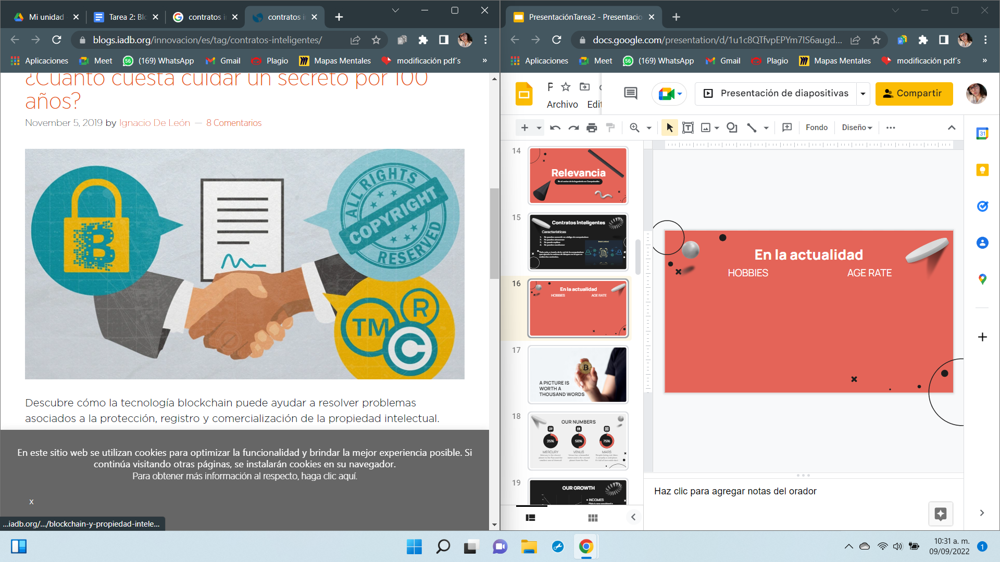 Mi unidad
Tarea 2: Blo
contratos i
contratos i
blogs.iadb.org/innovacion/es/tag/contratos-inteligentes/
Aplicaciones
Meet
(169) WhatsApp
Gmail
Plagio
Mapas Mentales
modificación pdf´s
»
¿Cuánto cuesta cuidar un secreto por 100
años?
November 5, 2019 by Ignacio De León — 8 Comentarios
ALL RIGHTS
COPYRIGHT
RESERVED
B
TM
R
C
Descubre cómo la tecnología blockchain puede ayudar a resolver problemas
asociados a la protección, registro y comercialización de la propiedad intelectual.
En este sitio web se utilizan cookies para optimizar la funcionalidad y brindar la mejor experiencia posible. Si
continúa visitando otras páginas, se instalarán cookies en su navegador.
Para obtener más información al respecto, haga clic aquí.
x
...iadb.org/.../blockchain-y-propiedad-intele...
PresentaciónTarea2 - Presentacio
docs.google.com/presentation/d/1u1c8QTfvpEPYm7IS6augd...
Aplicaciones
Meet
(169) WhatsApp
Gmail
Plagio
Mapas Mentales
modificación pdf´s
»
P
Archivo
Edit
Presentación de diapositivas
Compartir
Fondo
Diseño
31
14
Relevancia
15
Contratos Inteligentes
Características
16
En la actualidad
HOBBIES
AGE RATE
17
A PICTURE IS
WORTH A
THOUSAND WORDS
18
OUR NUMBERS
25%
50%
75%
MERCURY
VENUS
MARS
19
OUR GROWTH
INCOMES
En la actualidad
HOBBIES
AGE RATE
Haz clic para agregar notas del orador
10:31 a. m.
09/09/2022
1